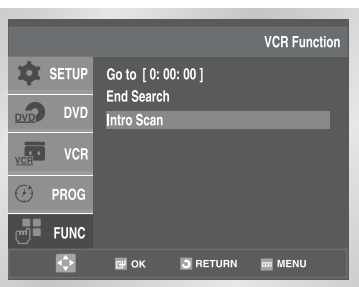 VCR Function
SETUP
DVD DVD
VCR VCR
PROG
FUNC
Go to [ 0: 00: 00 ]
End Search
Intro Scan
OK RETURN MENU